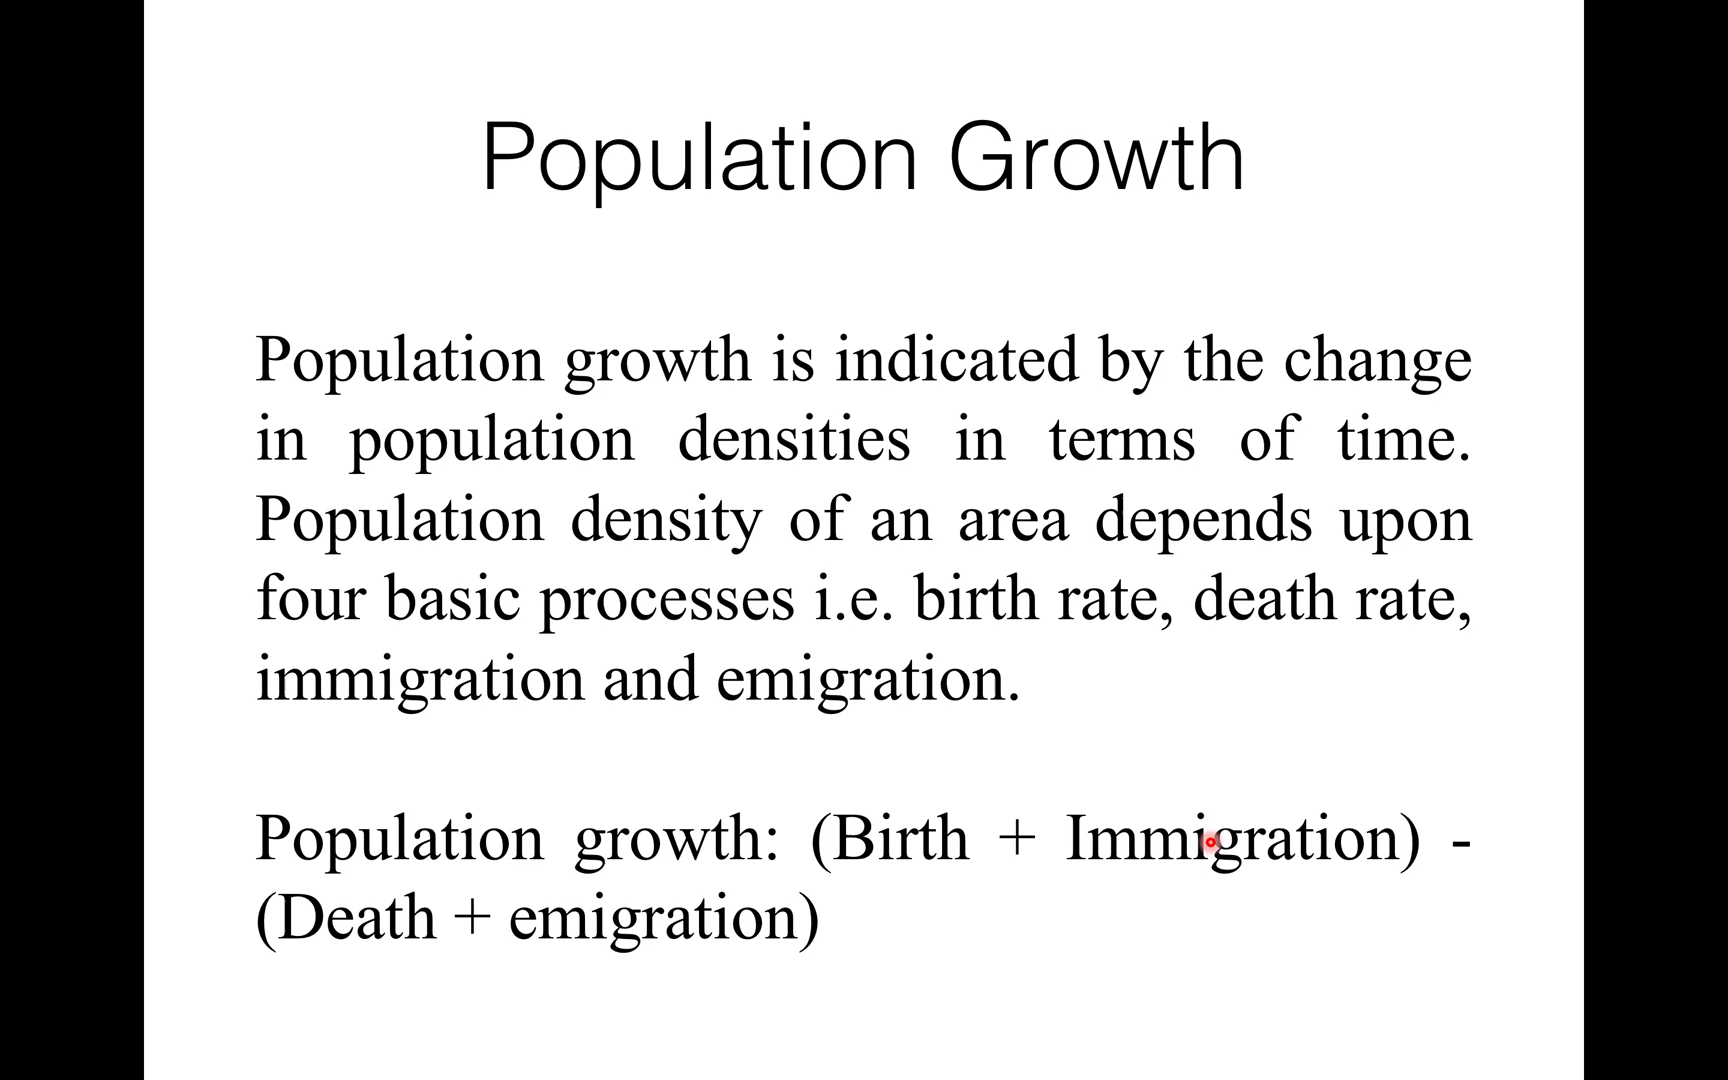 Population Growth
Population growth is indicated by the change
in population densities in terms of time.
Population density of an area depends upon
four basic processes i.e. birth rate, death rate,
immigration and emigration.
Population growth: (Birth + Immigration) -
(Death + emigration)